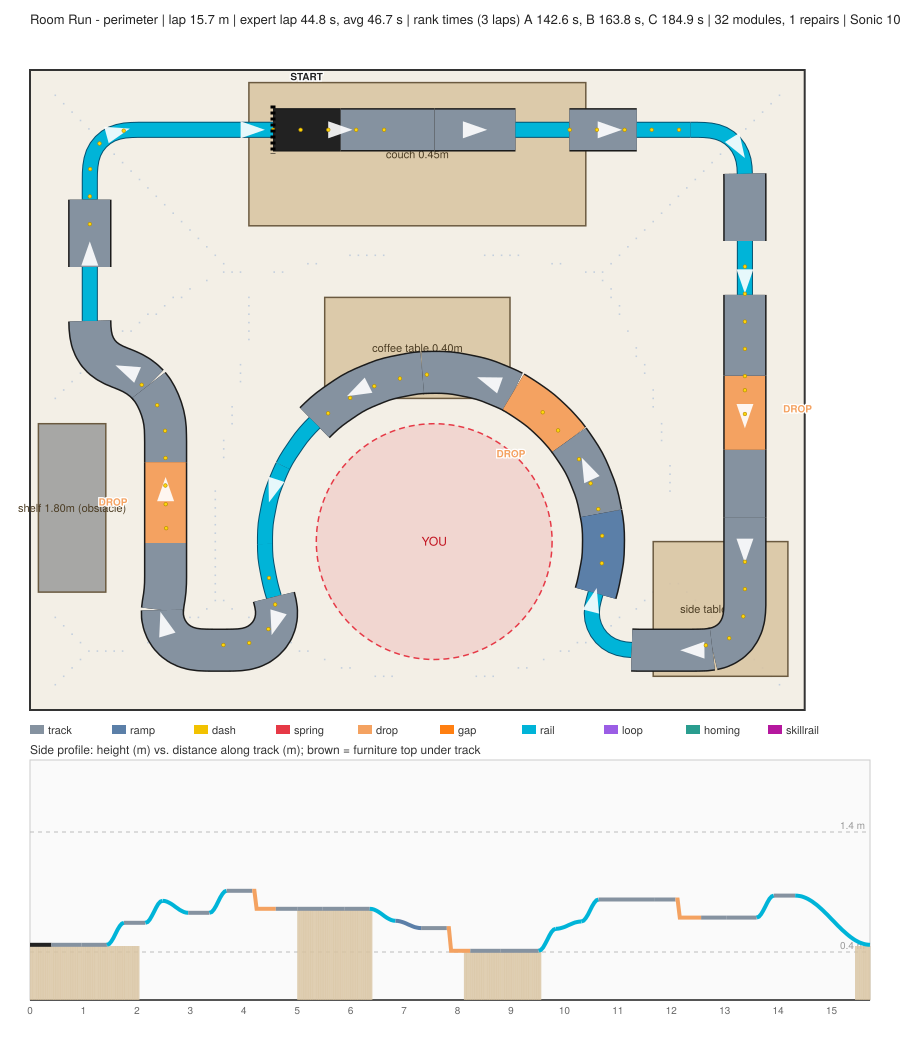 Room Run - perimeter | lap 15.7 m | expert lap 44.8 s, avg 46.7 s | rank times (3 laps) A 142.6 s, B 163.8 s, C 184.9 s | 32 modules, 1 repairs | Sonic 10
START
couch 0.45m
coffee table 0.40m
DROP
DROP
DROP
shelf 1.80m (obstacle)
YOU
side table
track
ramp
dash
spring
drop
gap
rail
loop
homing
skillrail
Side profile: height (m) vs. distance along track (m); brown = furniture top under track
1.4 m
0.4
0 1 2 3 4 5 6 7 8 9 10 11 12 13 14 15